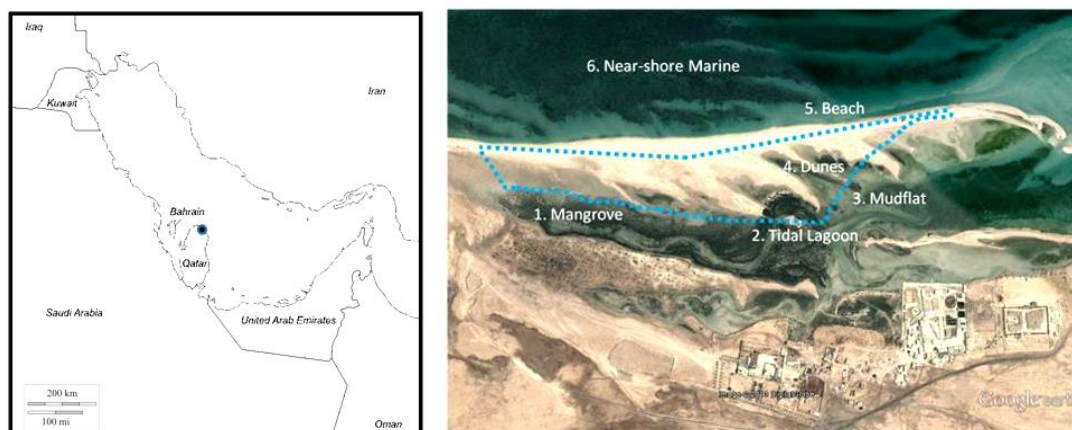 Iraq
Kuwait
Iran
Bahrain
Qatar
Saudi Arabia
United Arab Emirates
200 km
100 mi
Oman
6. Near-shore Marine
5. Beach
4. Dunes
3. Mudflat
1. Mangrove
2. Tidal Lagoon
Google earth